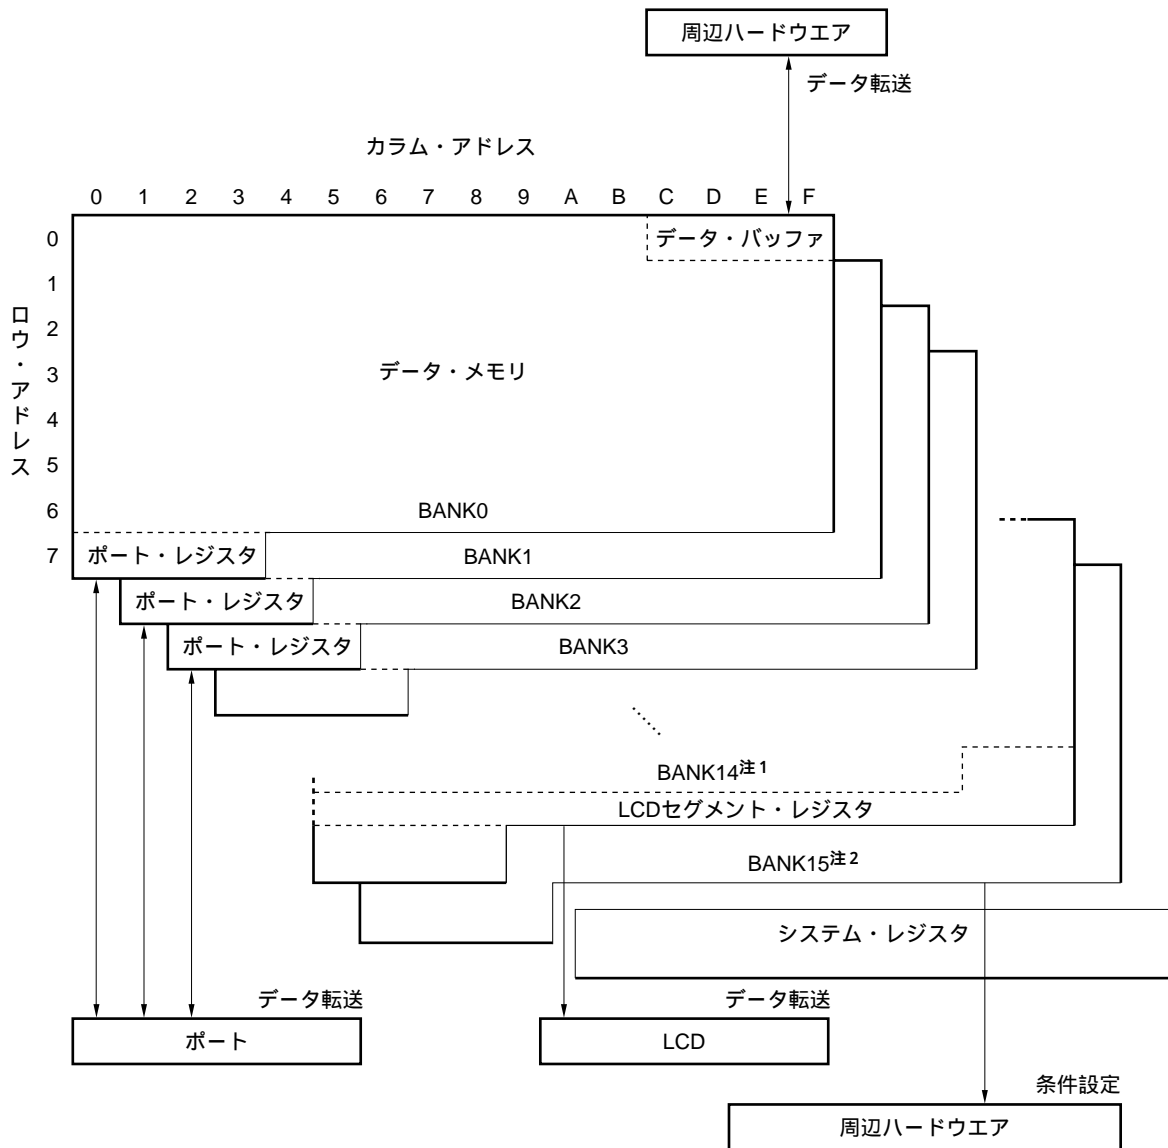 周辺ハードウエア
データ転送
カラム・アドレス
0 1 2 3 4 5 6 7 8 9 A B C D E F
ロウ・アドレス
0
1
2
3
4
5
6
7
データ・バッファ
データ・メモリ
BANK0
ポート・レジスタ
BANK1
ポート・レジスタ
BANK2
ポート・レジスタ
BANK3
BANK14注1
LCDセグメント・レジスタ
BANK15注2
システム・レジスタ
データ転送
データ転送
ポート
LCD
条件設定
周辺ハードウエア